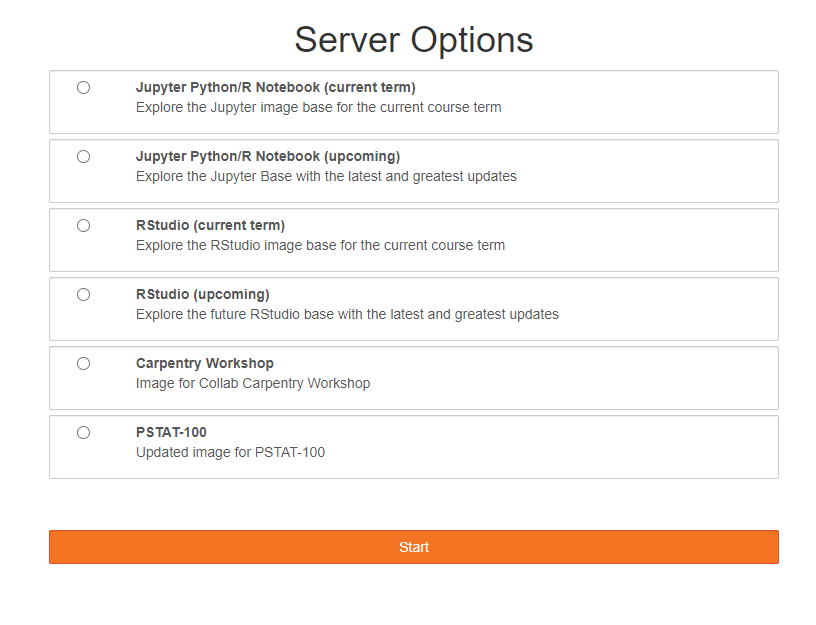 Server Options
Jupyter Python/R Notebook (current term)
Explore the Jupyter image base for the current course term
Jupyter Python/R Notebook (upcoming)
Explore the Jupyter Base with the latest and greatest updates
RStudio (current term)
Explore the RStudio image base for the current course term
RStudio (upcoming)
Explore the future RStudio base with the latest and greatest updates
Carpentry Workshop
Image for Collab Carpentry Workshop
PSTAT-100
Updated image for PSTAT-100
Start